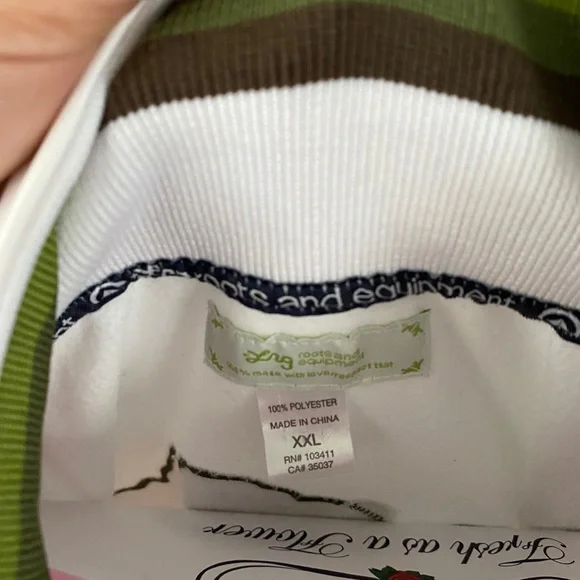 roots and equipment
Lrg roots and
equipment
100% POLYESTER
MADE IN CHINA
XXL
RN# 103411
CA# 35037
Fresh as a Flower